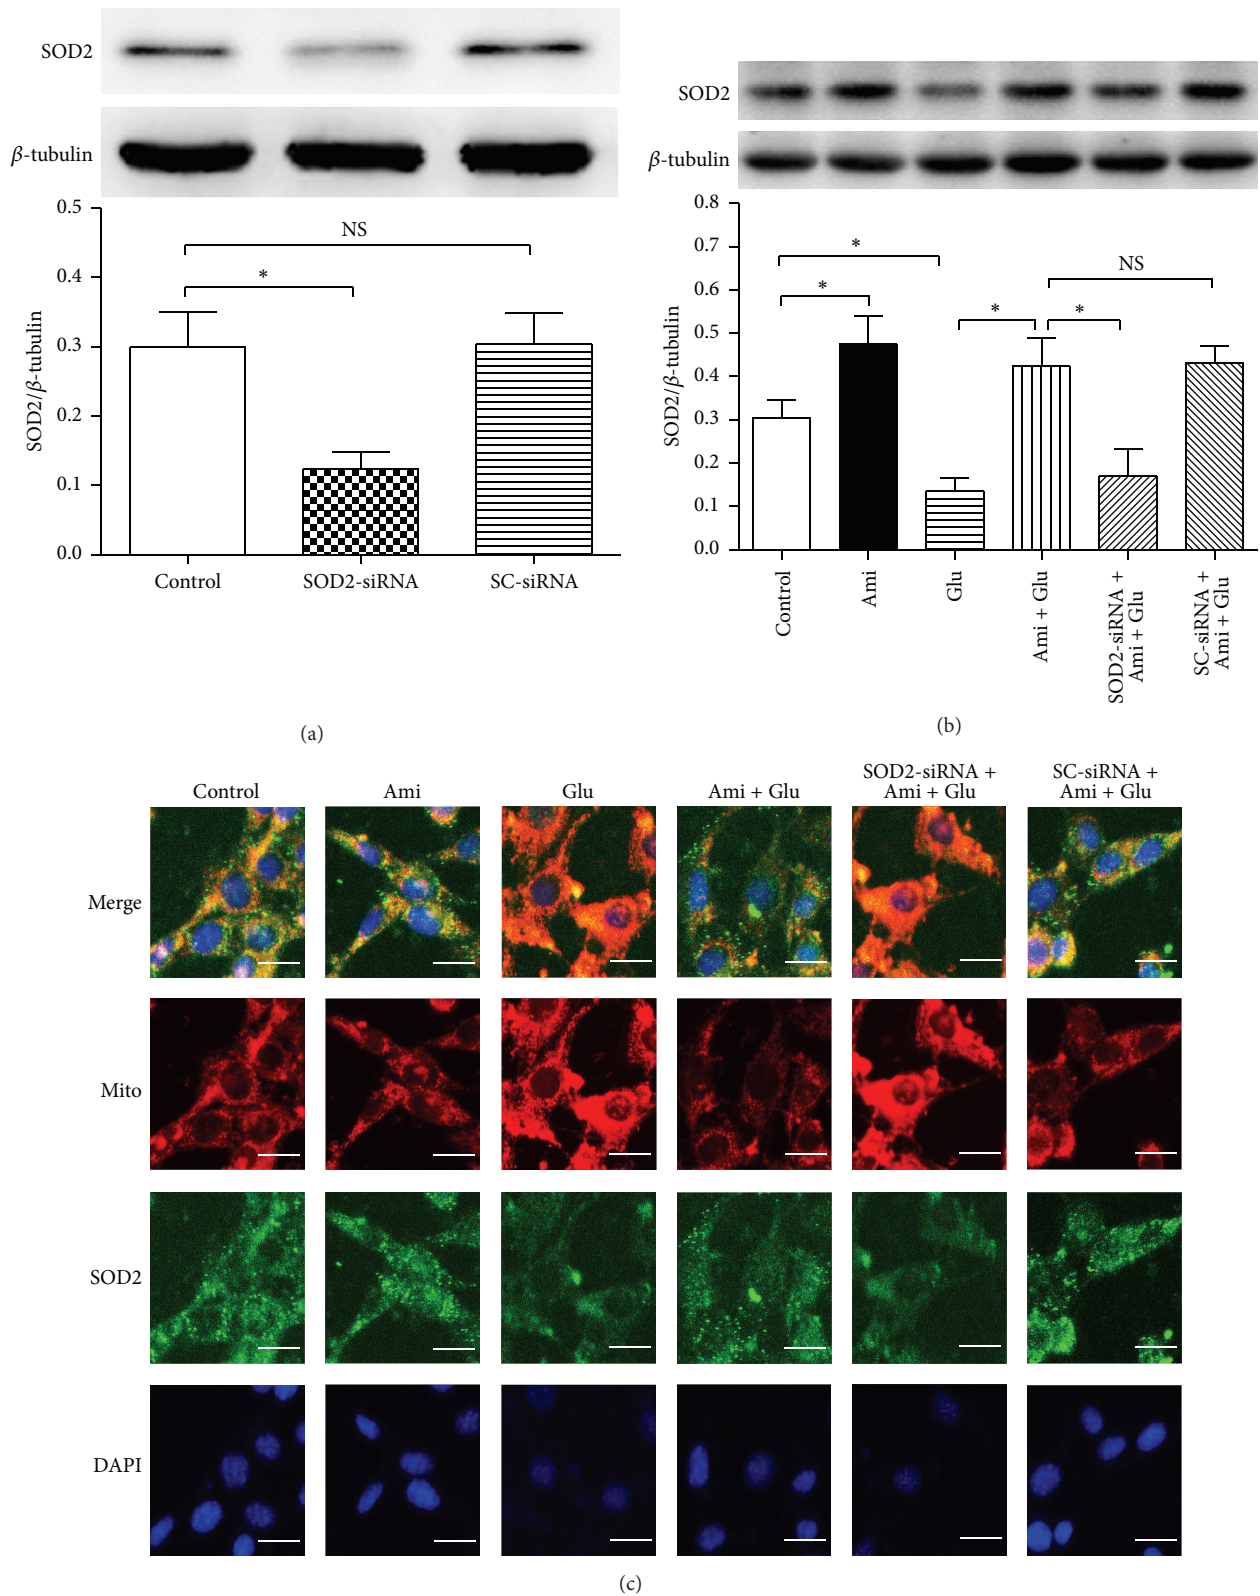 SOD2
β-tubulin
0.5
0.4
0.3
0.2
0.1
0.0
SOD2/β-tubulin
NS
*
Control
SOD2-siRNA
SC-siRNA
(a)
SOD2
β-tubulin
0.8
0.7
0.6
0.5
0.4
0.3
0.2
0.1
0.0
SOD2/β-tubulin
*
*
*
*
NS
Control
Ami
Glu
Ami + Glu
SOD2-siRNA +
Ami + Glu
SC-siRNA +
Ami + Glu
(b)
Control
Ami
Glu
Ami + Glu
SOD2-siRNA +
Ami + Glu
SC-siRNA +
Ami + Glu
Merge
Mito
SOD2
DAPI
(c)